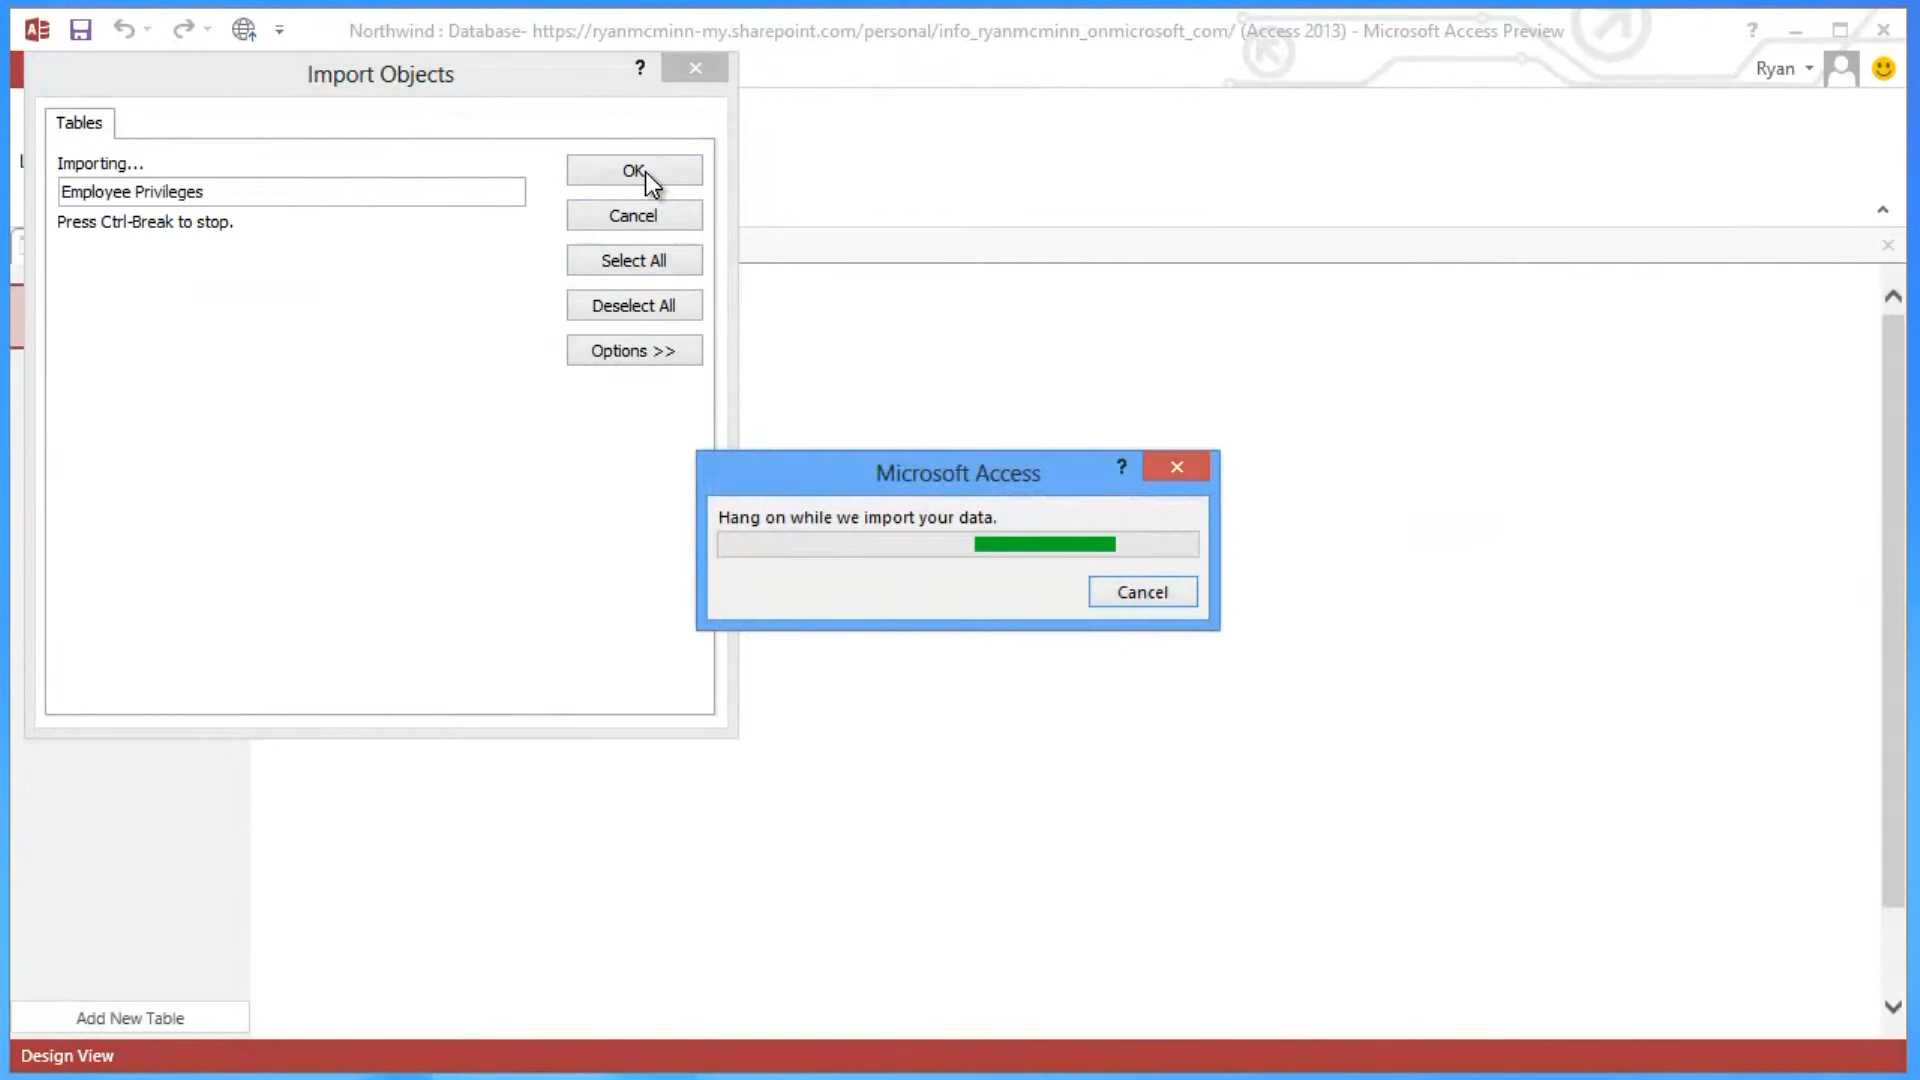 Northwind : Database- https://ryanmcminn-my.sharepoint.com/personal/info_ryanmcminn_onmicrosoft_com/ (Access 2013) - Microsoft Access Preview
?
Ryan
Import Objects
?
Tables
Importing...
Employee Privileges
Press Ctrl-Break to stop.
OK
Cancel
Select All
Deselect All
Options >>
Microsoft Access
?
Hang on while we import your data.
Cancel
Add New Table
Design View